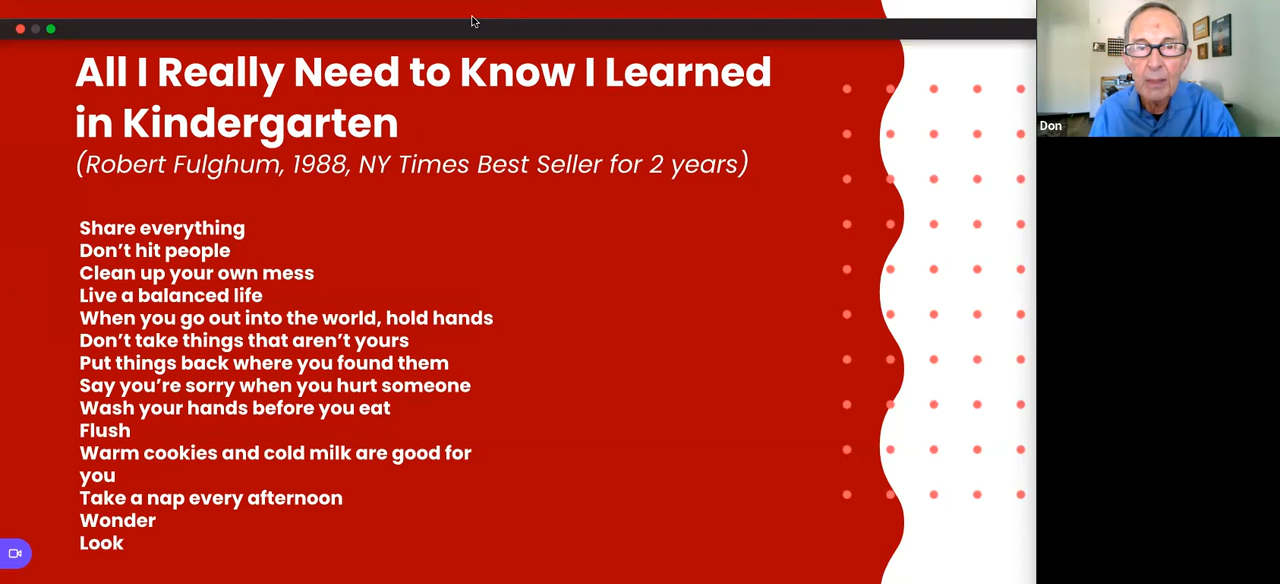 All I Really Need to Know I Learned
in Kindergarten
(Robert Fulghum, 1988, NY Times Best Seller for 2 years)
Share everything
Don’t hit people
Clean up your own mess
Live a balanced life
When you go out into the world, hold hands
Don’t take things that aren’t yours
Put things back where you found them
Say you’re sorry when you hurt someone
Wash your hands before you eat
Flush
Warm cookies and cold milk are good for
you
Take a nap every afternoon
Wonder
Look
Don